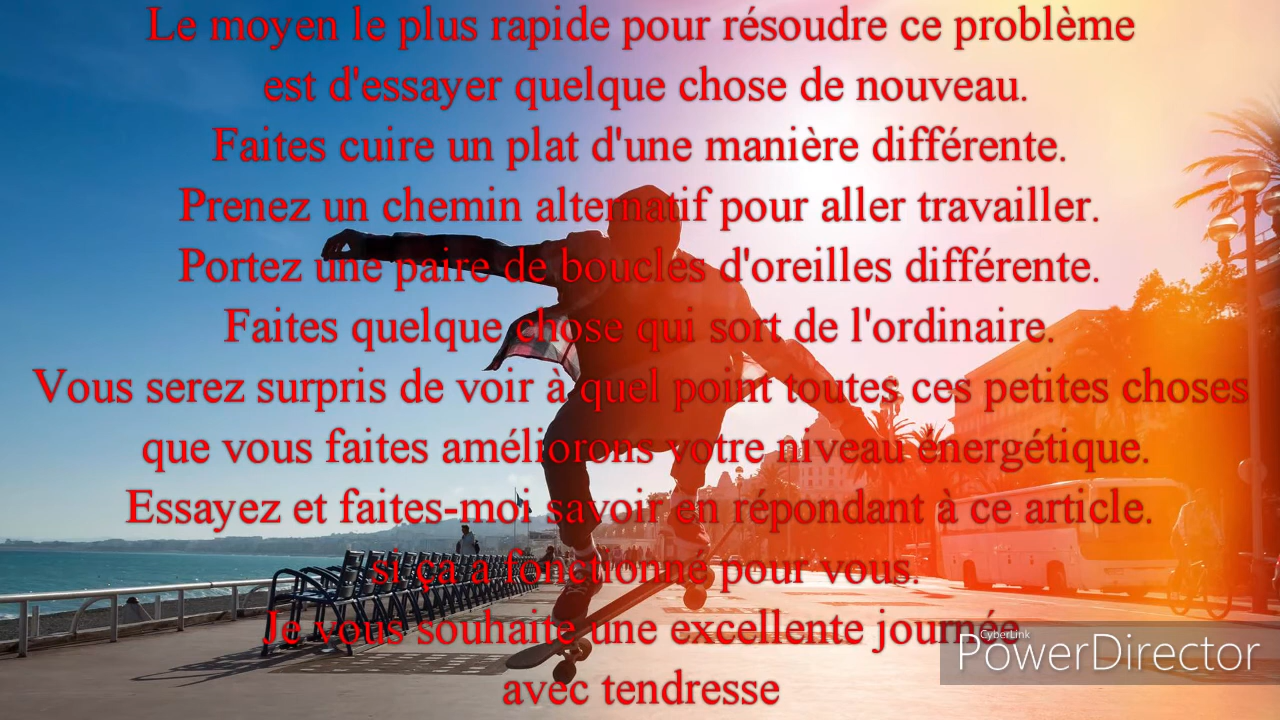 Le moyen le plus rapide pour résoudre ce problème
est d'essayer quelque chose de nouveau.
Faites cuire un plat d'une manière différente.
Prenez un chemin alternatif pour aller travailler.
Portez une paire de boucles d'oreilles différente.
Faites quelque chose qui sort de l'ordinaire.
Vous serez surpris de voir à quel point toutes ces petites choses
que vous faites améliorons votre niveau énergétique.
Essayez et faites-moi savoir en répondant à ce article.
si ça a fonctionné pour vous.
Je vous souhaite une excellente journée
avec tendresse
CyberLink
PowerDirector